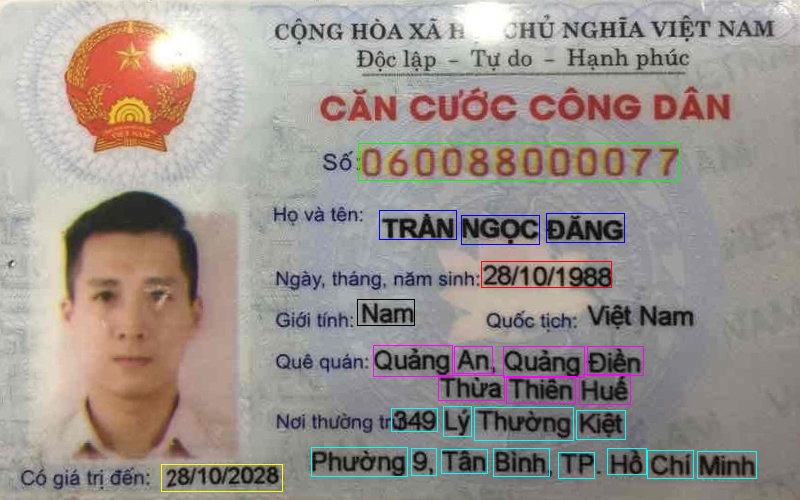 CỘNG HÒA XÃ CHỦ NGHĨA VIỆT NAM
Độc lập - Tự do - Hạnh phúc
CĂN CƯỚC CÔNG DÂN
Số: 060088000077
Họ và tên: TRẦN NGỌC ĐĂNG
Ngày, tháng, năm sinh: 28/10/1988
Giới tính: Nam Quốc tịch: Việt Nam
Quê quán: Quảng An, Quảng Điền
Thừa Thiên Huế
Nơi thường 349 Lý Thường Kiệt
Phường 9, Tân Bình, TP. Hồ Chí Minh
Có giá trị đến: 28/10/2028